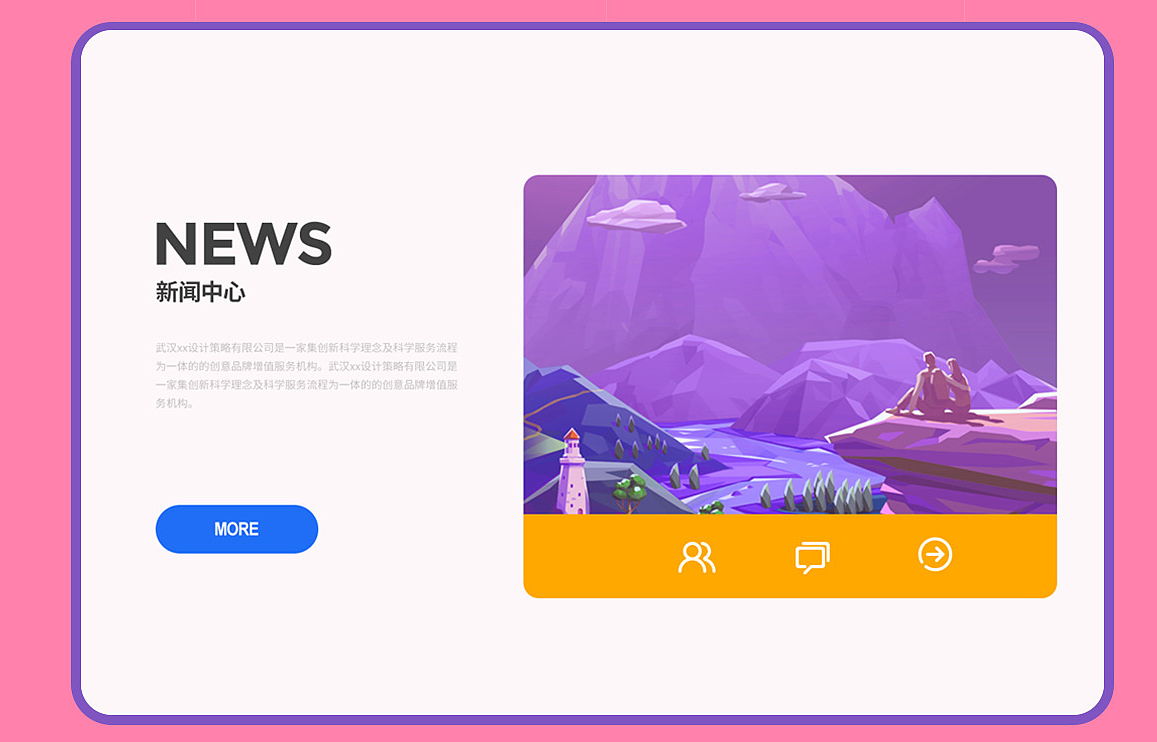 NEWS
新闻中心
武汉xx设计策略有限公司是一家集创新科学理念及科学服务流程
为一体的的创意品牌增值服务机构。武汉xx设计策略有限公司是
一家集创新科学理念及科学服务流程为一体的的创意品牌增值服
务机构。
MORE